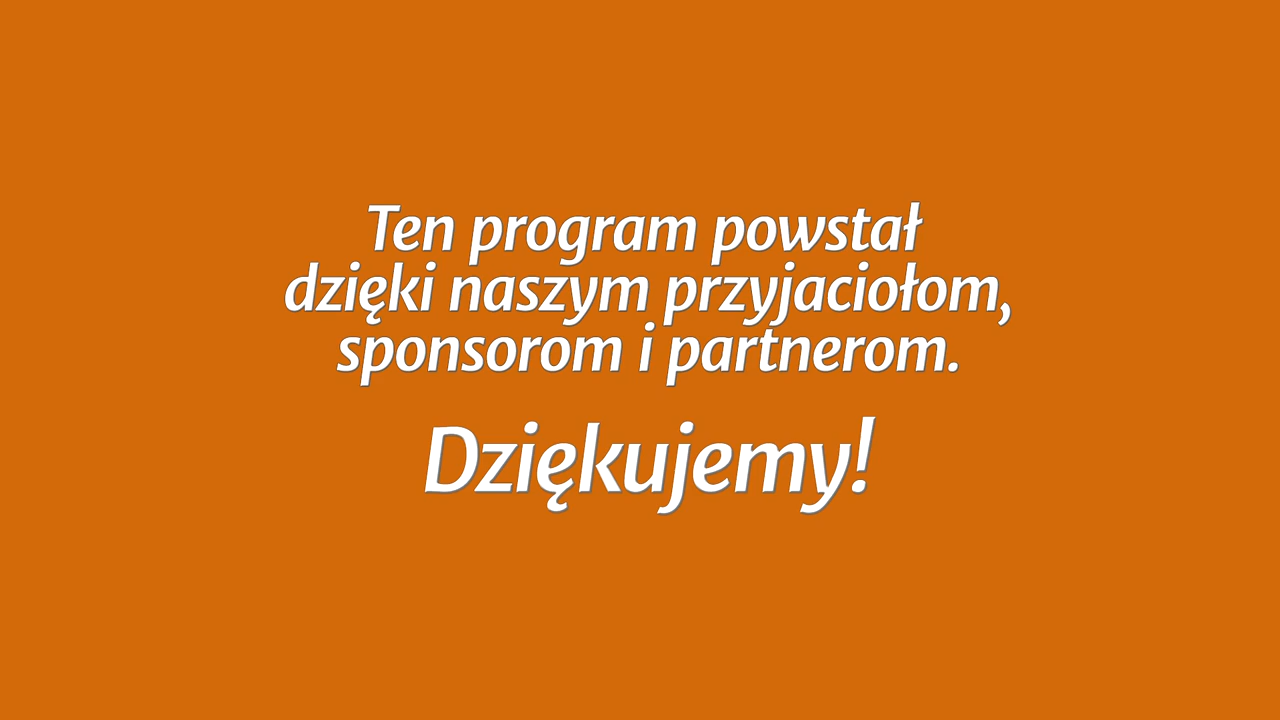 Ten program powstał
dzięki naszym przyjaciołom,
sponsorom i partnerom.
Dziękujemy!